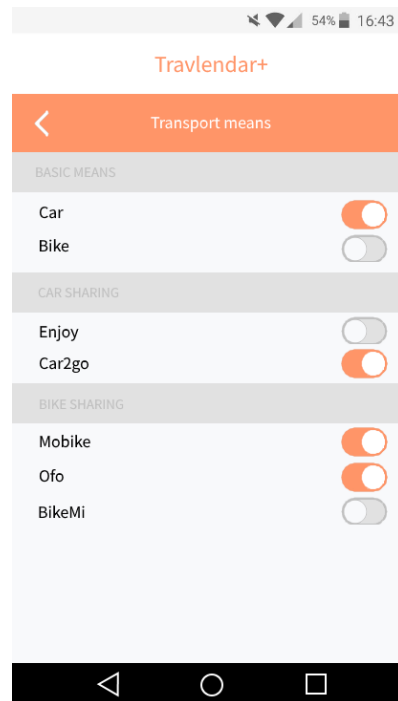 54% 16:43
Travlendar+
Transport means
BASIC MEANS
Car
Bike
CAR SHARING
Enjoy
Car2go
BIKE SHARING
Mobike
Ofo
BikeMi